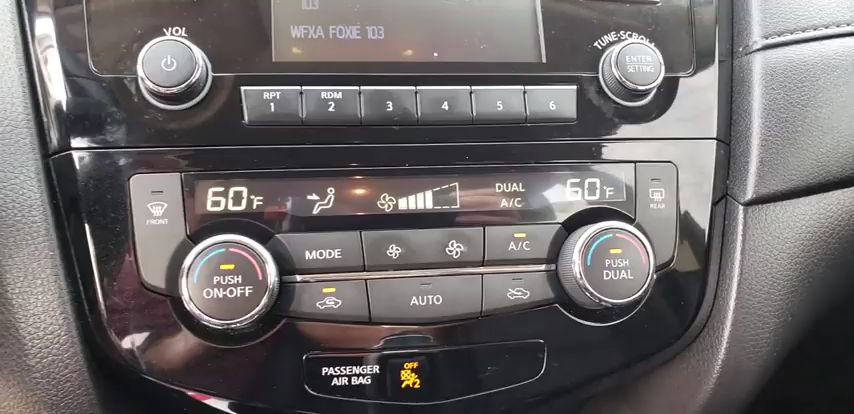 103
WFXA FOXIE 103
VOL
TUNE·SCROLL
ENTER
SETTING
RPT
1
RDM
2
3
4
5
6
60°F
DUAL
A/C
60°F
FRONT
REAR
MODE
A/C
PUSH
ON·OFF
PUSH
DUAL
AUTO
PASSENGER
AIR BAG
OFF
2